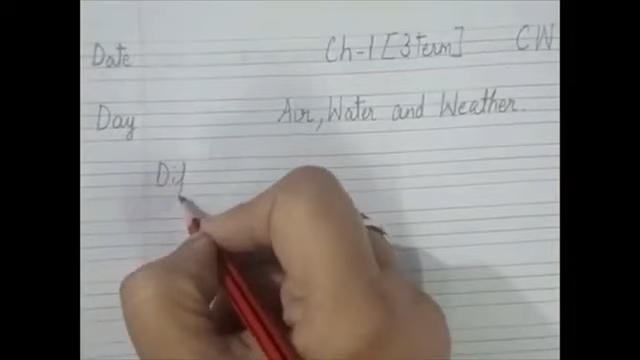 Date Ch-1 [3 term] CW
Day Air, Water and Weather.
Dif